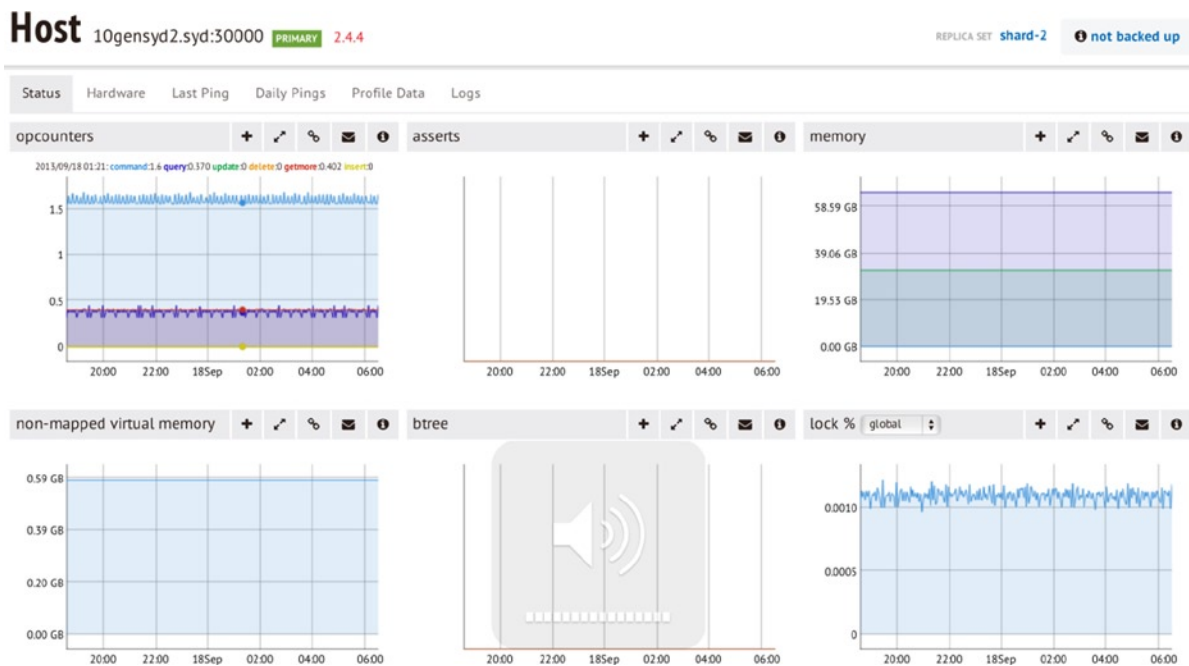 Host 10gensyd2.syd:30000 PRIMARY 2.4.4 REPLICA SET shard-2 not backed up
Status Hardware Last Ping Daily Pings Profile Data Logs
opcounters
2013/09/18 01:21: command:1.6 query:0.370 update:0 delete:0 getmore:0.402 insert:0
1.5
1
0.5
0
20:00 22:00 18Sep 02:00 04:00 06:00
asserts
20:00 22:00 18Sep 02:00 04:00 06:00
memory
58.59 GB
39.06 GB
19.53 GB
0.00 GB
20:00 22:00 18Sep 02:00 04:00 06:00
non-mapped virtual memory
0.59 GB
0.39 GB
0.20 GB
0.00 GB
20:00 22:00 18Sep 02:00 04:00 06:00
btree
20:00 22:00 18Sep 02:00 04:00 06:00
lock % global
0.0010
0.0005
0
20:00 22:00 18Sep 02:00 04:00 06:00